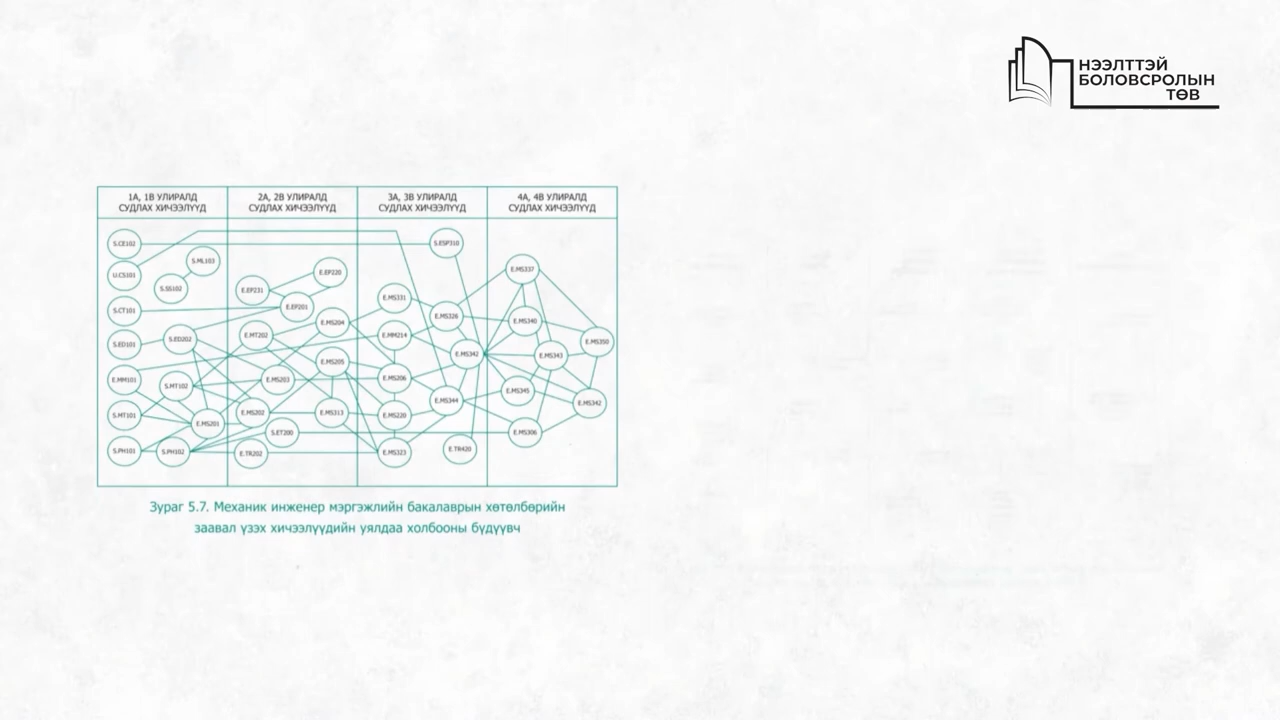 НЭЭЛТТЭЙ
БОЛОВСРОЛЫН
ТӨВ
1А, 1В УЛИРАЛД
СУДЛАХ ХИЧЭЭЛҮҮД
2А, 2В УЛИРАЛД
СУДЛАХ ХИЧЭЭЛҮҮД
3А, 3В УЛИРАЛД
СУДЛАХ ХИЧЭЭЛҮҮД
4А, 4В УЛИРАЛД
СУДЛАХ ХИЧЭЭЛҮҮД
S.CE102
U.CS101
S.ML103
S.SS102
S.CT101
S.ED101
S.ED202
E.MM101
S.MT102
S.MT101
E.MS201
S.PH101
S.PH102
E.EP220
E.EP231
E.EP201
E.MS204
E.MT202
E.MS205
E.MS203
E.MS202
E.MS313
S.ET200
E.TR202
S.ESP310
E.MS331
E.MS326
E.MM214
E.MS342
E.MS206
E.MS344
E.MS220
E.MS323
E.TR420
E.MS337
E.MS340
E.MS350
E.MS343
E.MS345
E.MS342
E.MS306
Зураг 5.7. Механик инженер мэргэжлийн бакалаврын хөтөлбөрийн
заавал үзэх хичээлүүдийн уялдаа холбооны бүдүүвч